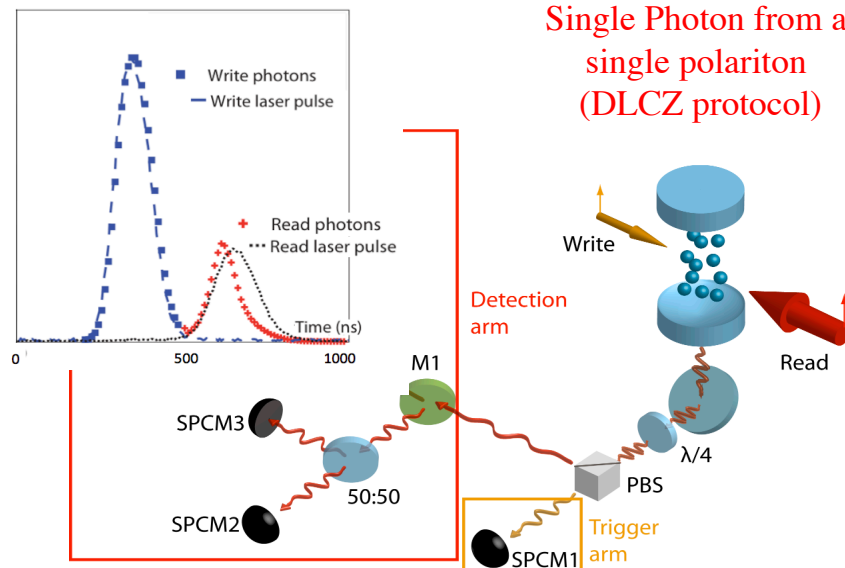 Single Photon from a
single polariton
(DLCZ protocol)
Write photons
Write laser pulse
Read photons
Read laser pulse
Time (ns)
0
500
1000
Write
Read
Detection
arm
M1
SPCM3
50:50
SPCM2
λ/4
PBS
Trigger
arm
SPCM1